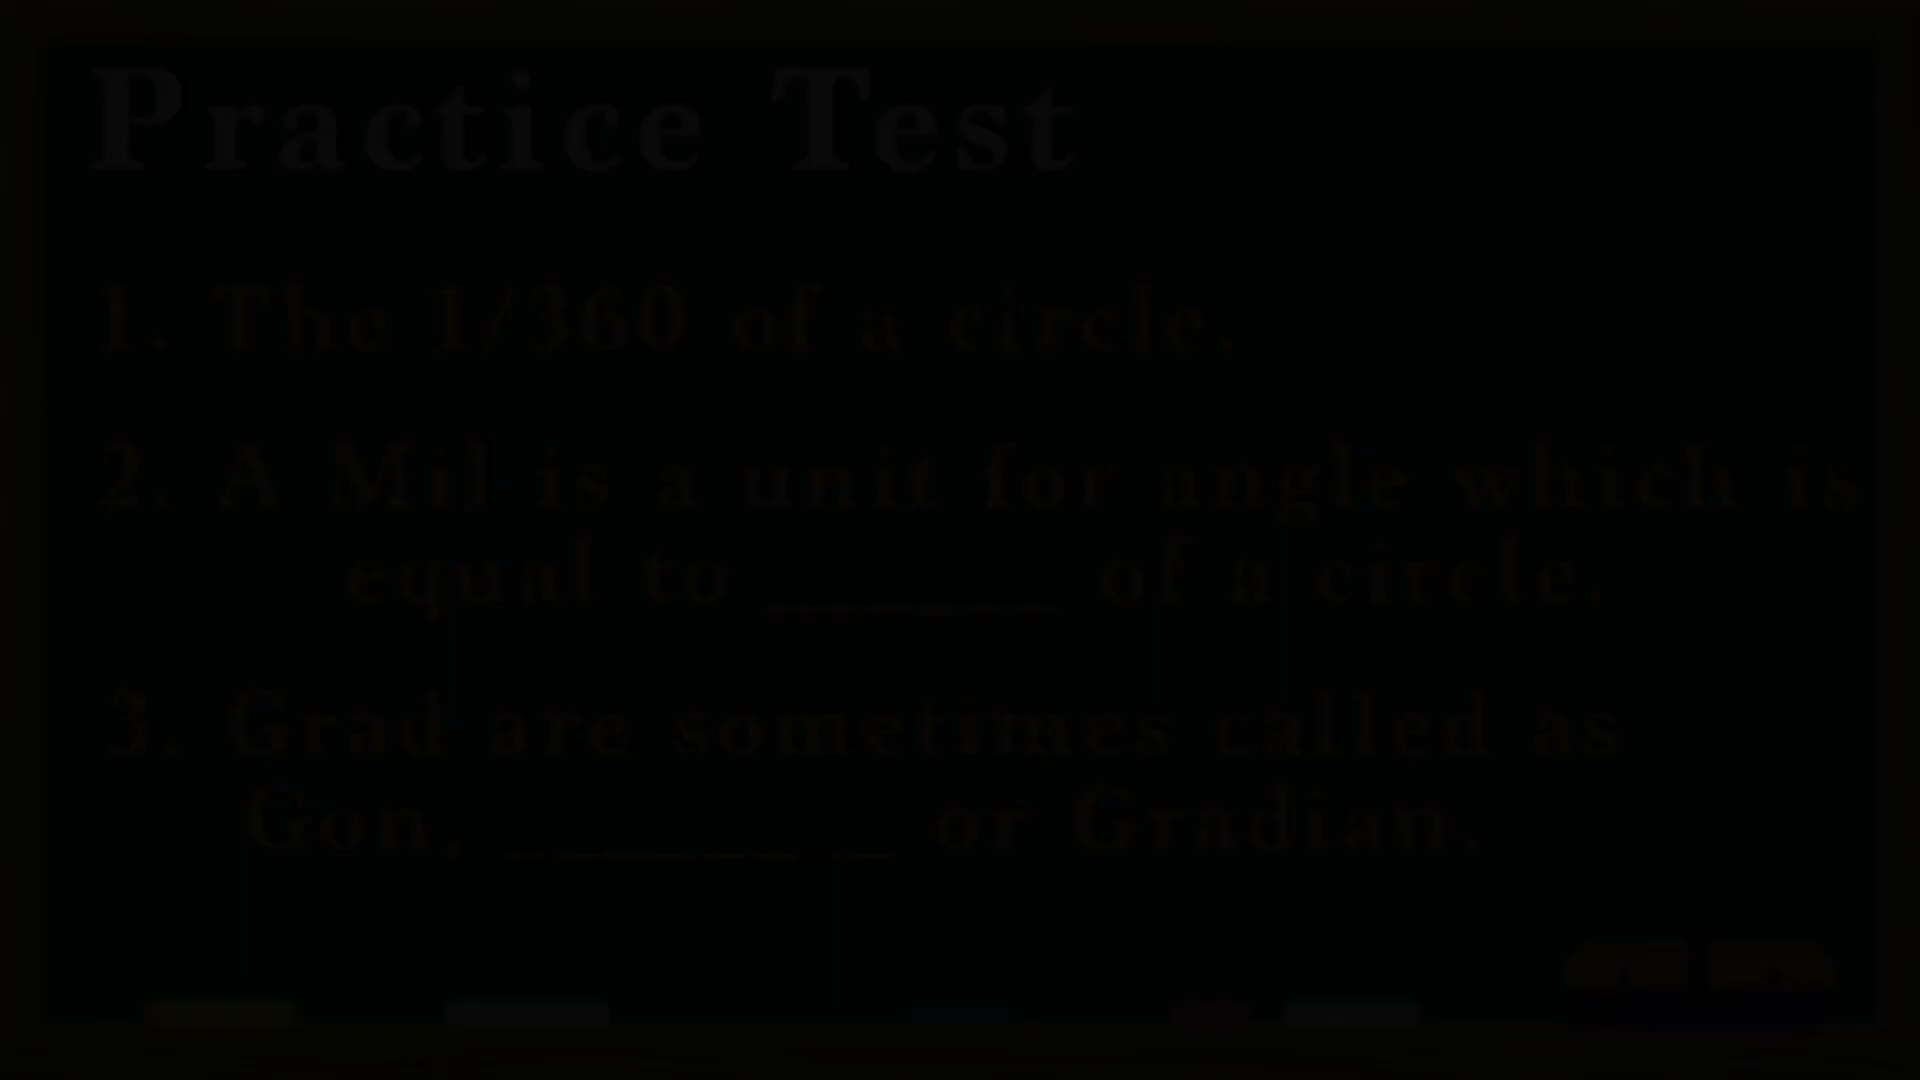 Practice Test
1. The 1/360 of a circle.
2. A Mil is a unit for angle which is
equal to ______ of a circle.
3. Grad are sometimes called as
Gon, ________ or Gradian.